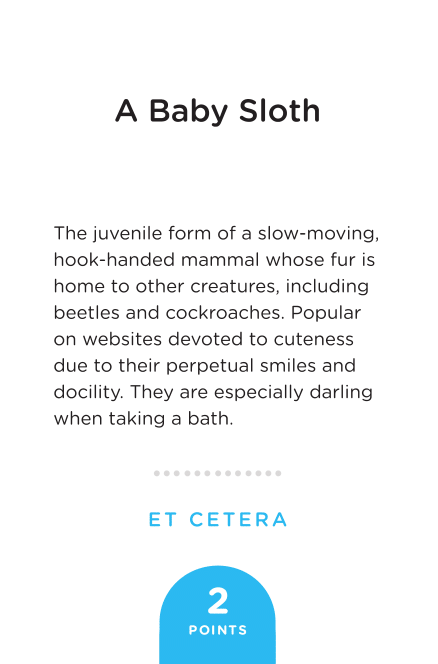 A Baby Sloth
The juvenile form of a slow-moving,
hook-handed mammal whose fur is
home to other creatures, including
beetles and cockroaches. Popular
on websites devoted to cuteness
due to their perpetual smiles and
docility. They are especially darling
when taking a bath.
ET CETERA
2
POINTS